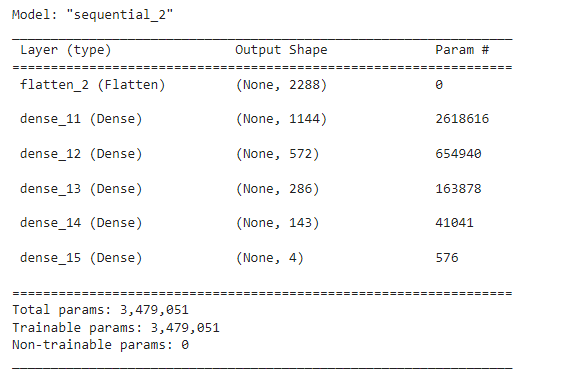 Model: "sequential_2"
_________________________________________________________________
Layer (type) Output Shape Param #
=================================================================
flatten_2 (Flatten) (None, 2288) 0
dense_11 (Dense) (None, 1144) 2618616
dense_12 (Dense) (None, 572) 654940
dense_13 (Dense) (None, 286) 163878
dense_14 (Dense) (None, 143) 41041
dense_15 (Dense) (None, 4) 576
=================================================================
Total params: 3,479,051
Trainable params: 3,479,051
Non-trainable params: 0
_________________________________________________________________